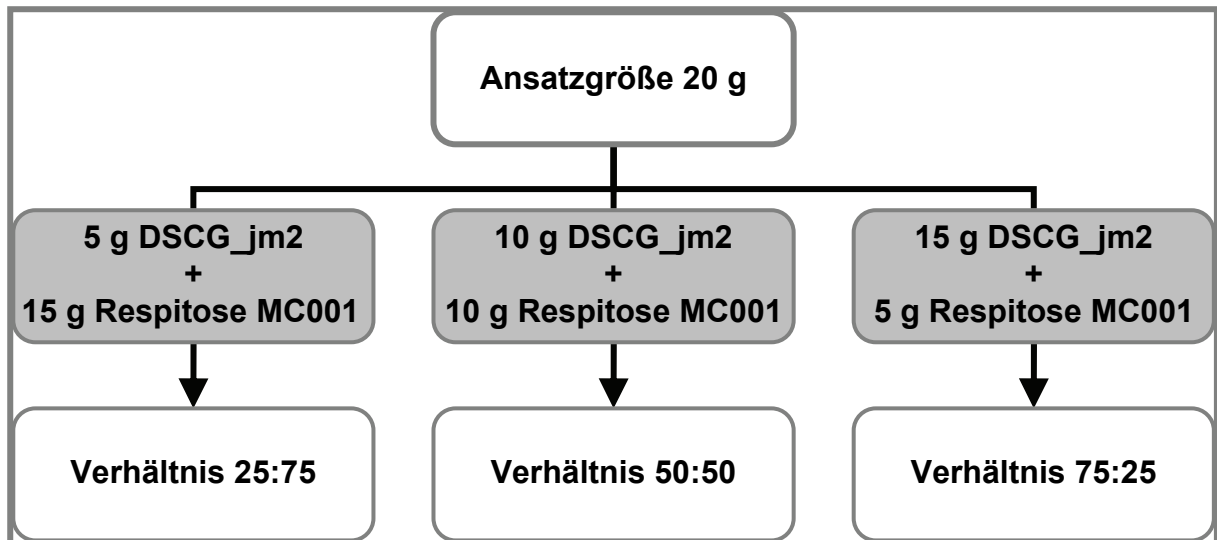 Ansatzgröße 20 g
5 g DSCG_jm2
+
15 g Respitose MC001
10 g DSCG_jm2
+
10 g Respitose MC001
15 g DSCG_jm2
+
5 g Respitose MC001
Verhältnis 25:75
Verhältnis 50:50
Verhältnis 75:25